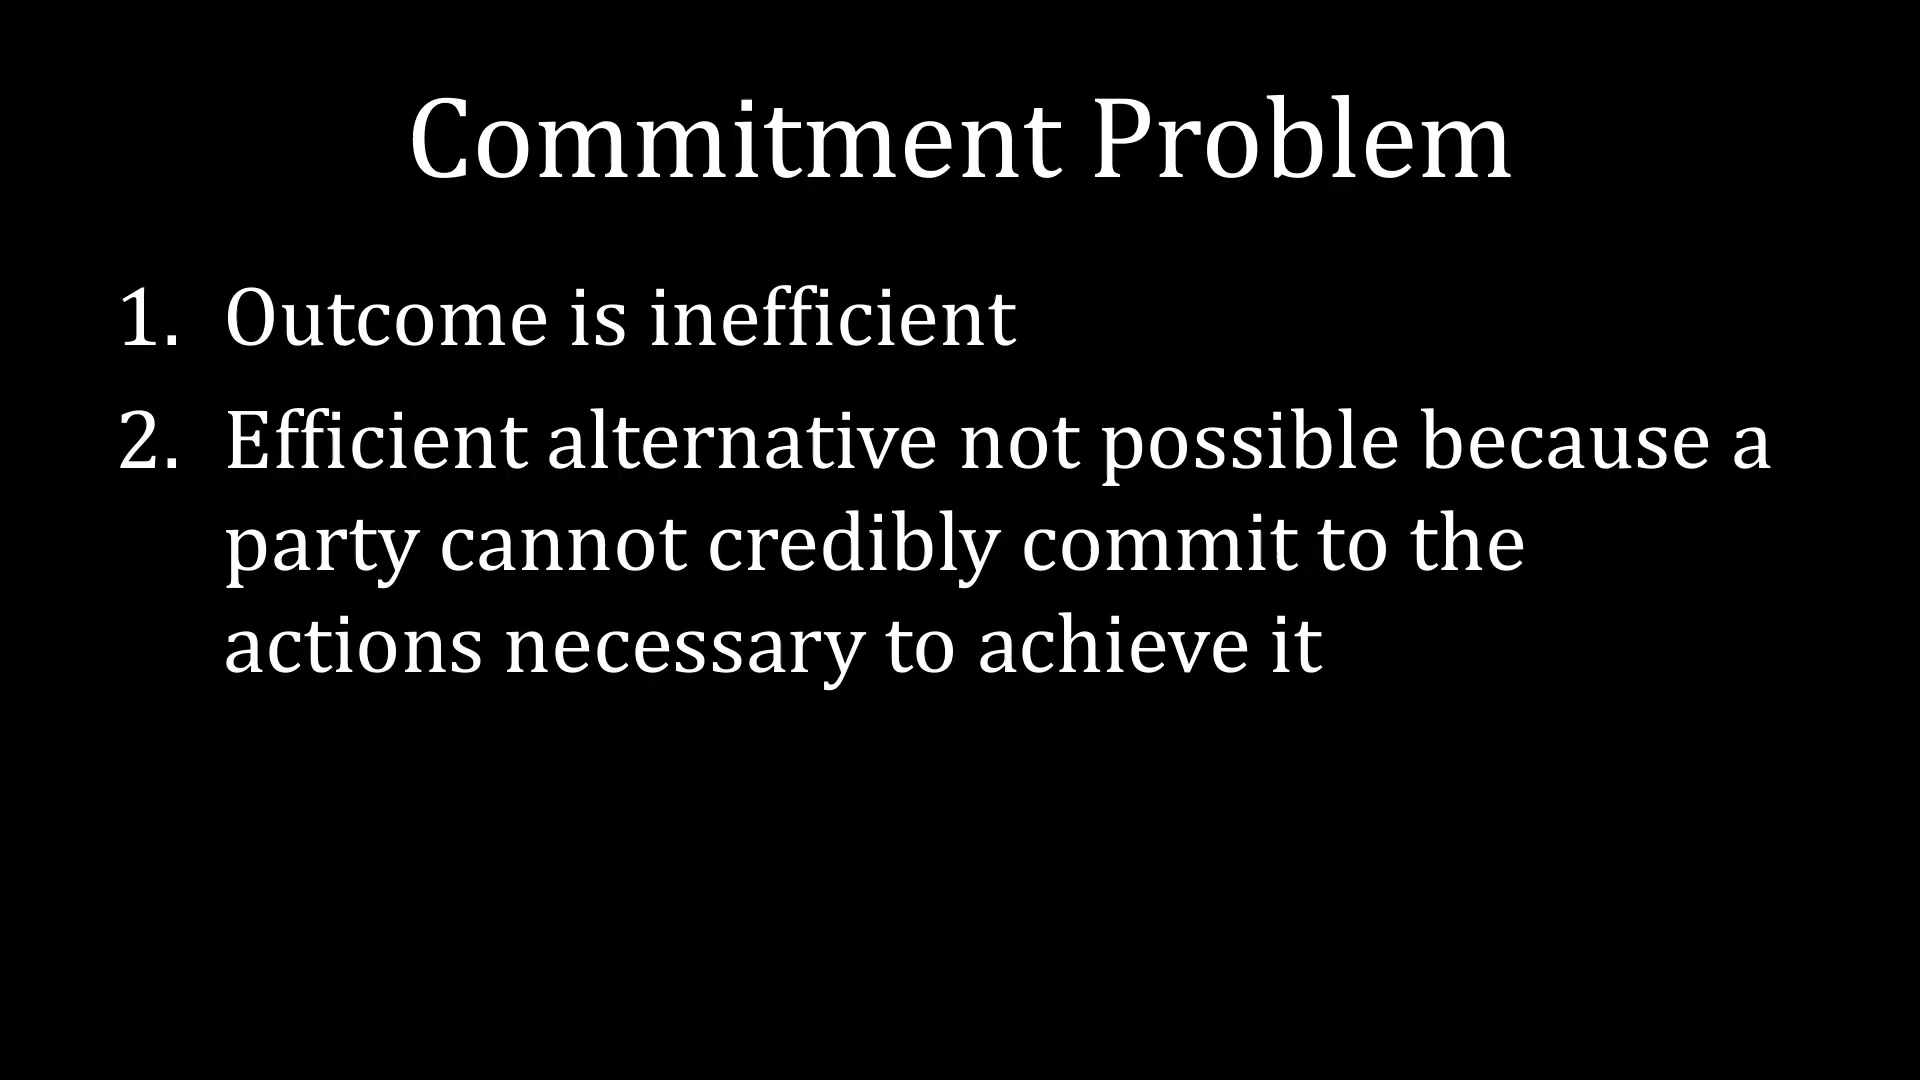 Commitment Problem
1. Outcome is inefficient
2. Efficient alternative not possible because a
party cannot credibly commit to the
actions necessary to achieve it